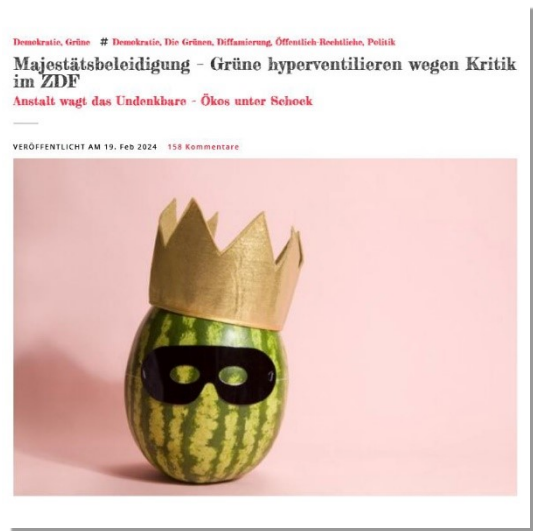 Demokratie, Grüne # Demokratie, Die Grünen, Diffamierung, Öffentlich-Rechtliche, Politik
Majestätsbeleidigung – Grüne hyperventilieren wegen Kritik
im ZDF
Anstalt wagt das Undenkbare – Ökos unter Schock
VERÖFFENTLICHT AM 19. Feb 2024 158 Kommentare